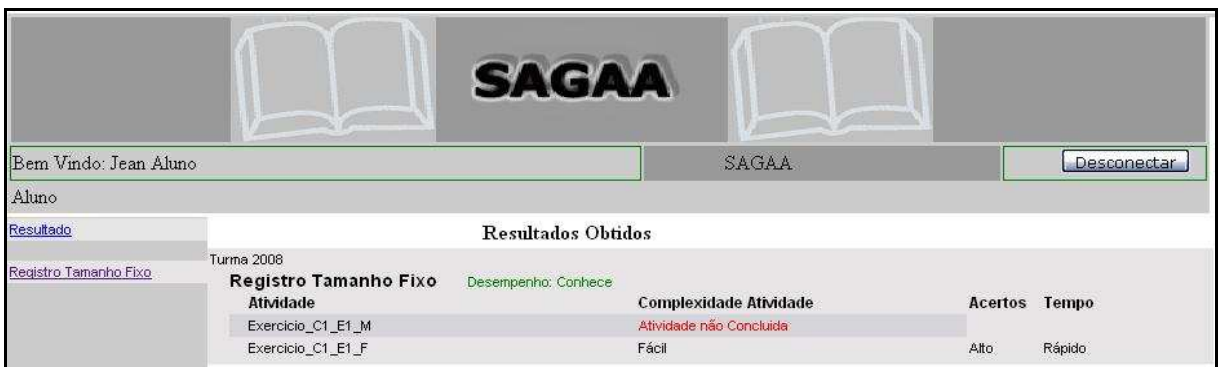 SAGAA
Bem Vindo: Jean Aluno SAGAA Desconectar
Aluno
Resultado
Resultados Obtidos
Registro Tamanho Fixo
Turma 2008
Registro Tamanho Fixo Desempenho: Conhece
Atividade Complexidade Atividade Acertos Tempo
Exercicio_C1_E1_M Atividade não Concluida
Exercicio_C1_E1_F Fácil Alto Rápido